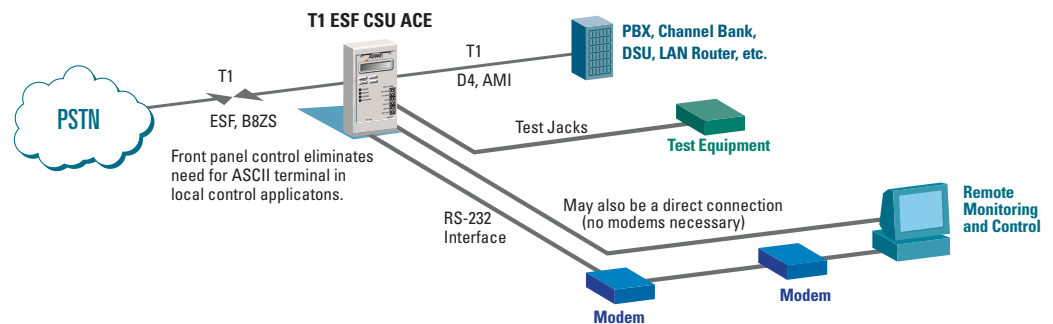 T1 ESF CSU ACE
PBX, Channel Bank,
DSU, LAN Router, etc.
T1
D4, AMI
T1
ESF, B8ZS
PSTN
Test Jacks
Test Equipment
Front panel control eliminates
need for ASCII terminal in
local control applicatons.
RS-232
Interface
May also be a direct connection
(no modems necessary)
Remote
Monitoring
and Control
Modem
Modem